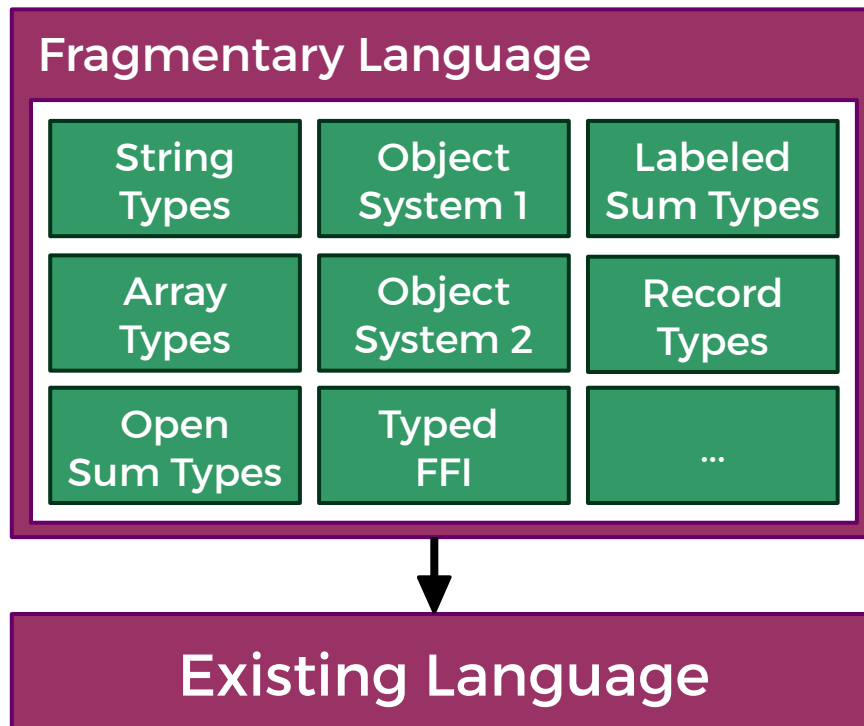 Fragmentary Language
String
Types
Object
System 1
Labeled
Sum Types
Array
Types
Object
System 2
Record
Types
Open
Sum Types
Typed
FFI
...
Existing Language